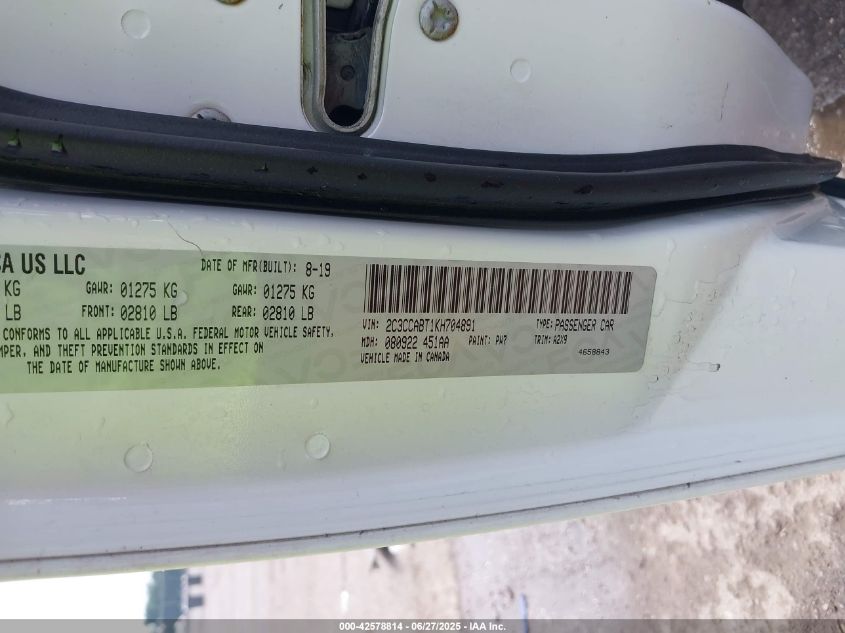 CA US LLC
DATE OF MFR(BUILT): 8-19
KG GAWR: 01275 KG GAWR: 01275 KG
LB FRONT: 02810 LB REAR: 02810 LB
CONFORMS TO ALL APPLICABLE U.S.A. FEDERAL MOTOR VEHICLE SAFETY,
MPER, AND THEFT PREVENTION STANDARDS IN EFFECT ON
THE DATE OF MANUFACTURE SHOWN ABOVE.
VIN: 2C3CCABT1KH704891 TYPE: PASSENGER CAR
MDH: 080922 451AA PAINT: PW7 TRIM: A2X9
VEHICLE MADE IN CANADA 4659843
000-42578814 - 06/27/2025 - IAA Inc.